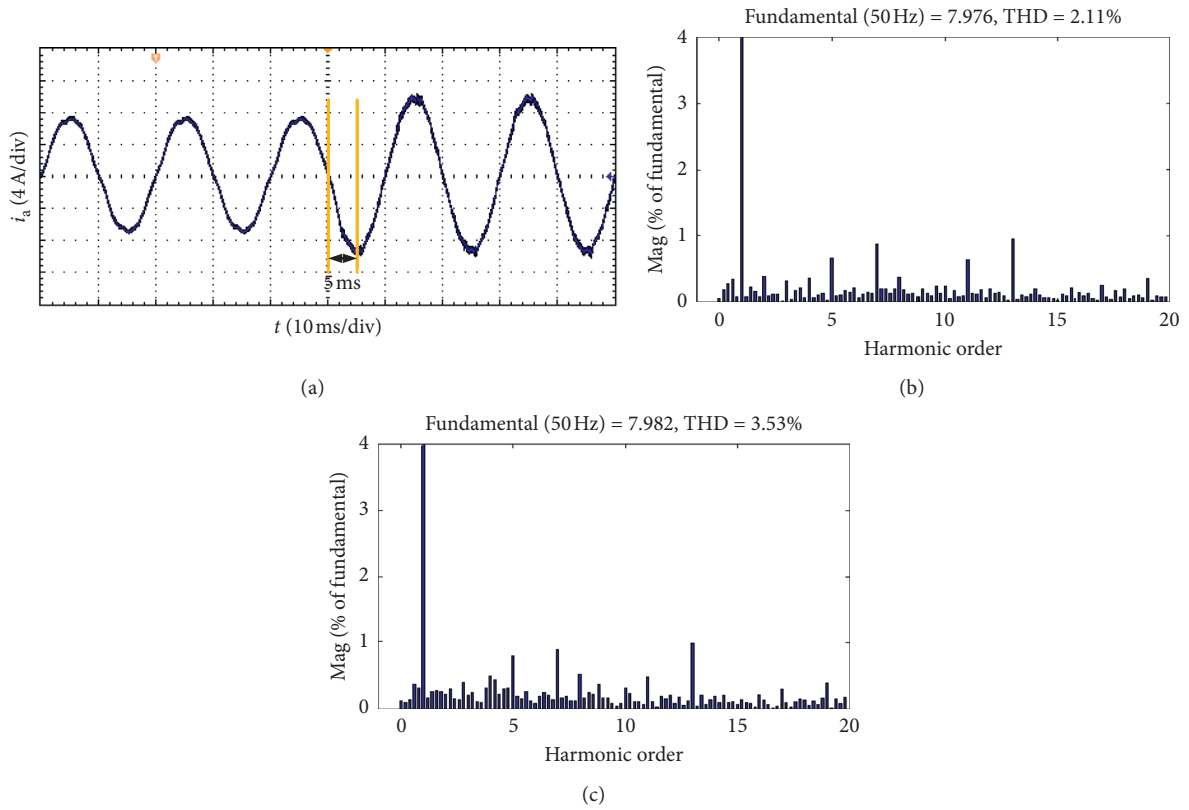 i_a (4 A/div)
T
5 ms
t (10 ms/div)
(a)
Fundamental (50 Hz) = 7.976, THD = 2.11%
Mag (% of fundamental)
4
3
2
1
0
0 5 10 15 20
Harmonic order
(b)
Fundamental (50 Hz) = 7.982, THD = 3.53%
Mag (% of fundamental)
4
3
2
1
0
0 5 10 15 20
Harmonic order
(c)